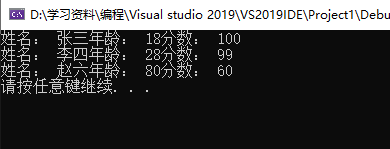 D:\学习资料\编程\Visual studio 2019\VS2019IDE\Project1\Debu
姓名： 张三年龄： 18分数： 100
姓名： 李四年龄： 28分数： 99
姓名： 赵六年龄： 80分数： 60
请按任意键继续. . .